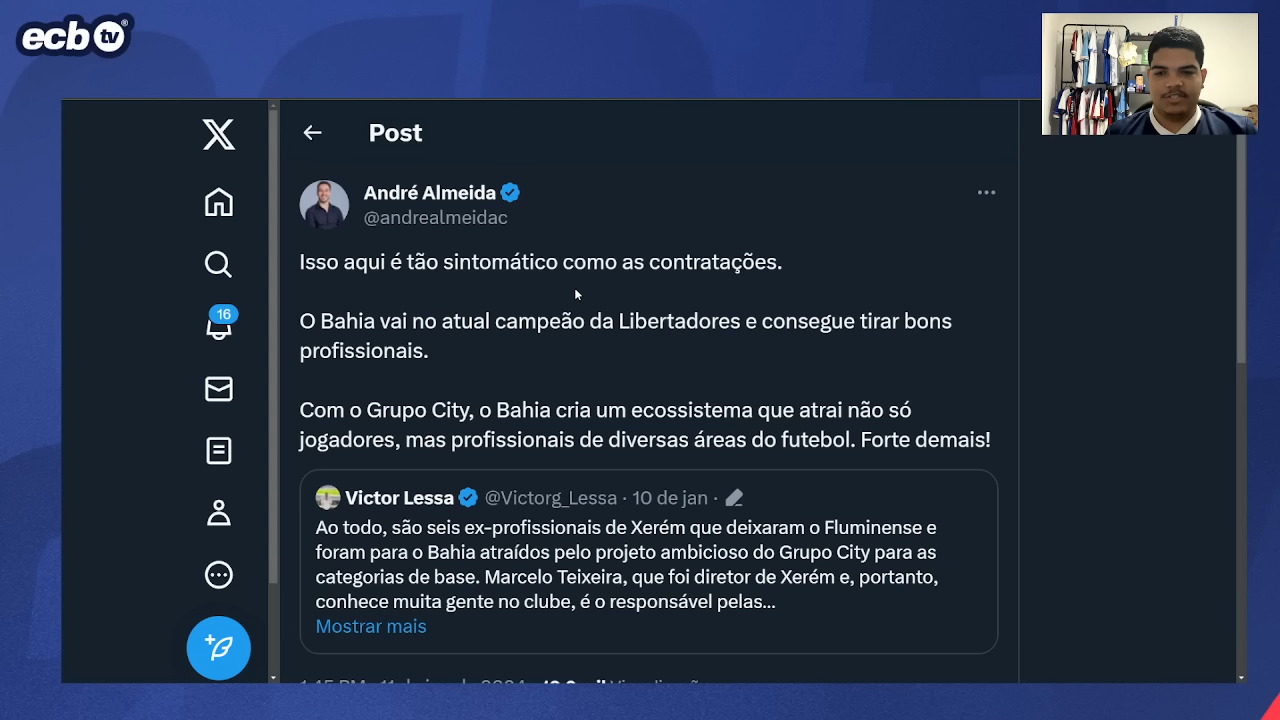 ecb tv
Post
André Almeida
@andrealmeidac
Isso aqui é tão sintomático como as contratações.
16
O Bahia vai no atual campeão da Libertadores e consegue tirar bons
profissionais.
Com o Grupo City, o Bahia cria um ecossistema que atrai não só
jogadores, mas profissionais de diversas áreas do futebol. Forte demais!
Victor Lessa @Victorg_Lessa · 10 de jan ·
Ao todo, são seis ex-profissionais de Xerém que deixaram o Fluminense e
foram para o Bahia atraídos pelo projeto ambicioso do Grupo City para as
categorias de base. Marcelo Teixeira, que foi diretor de Xerém e, portanto,
conhece muita gente no clube, é o responsável pelas...
Mostrar mais